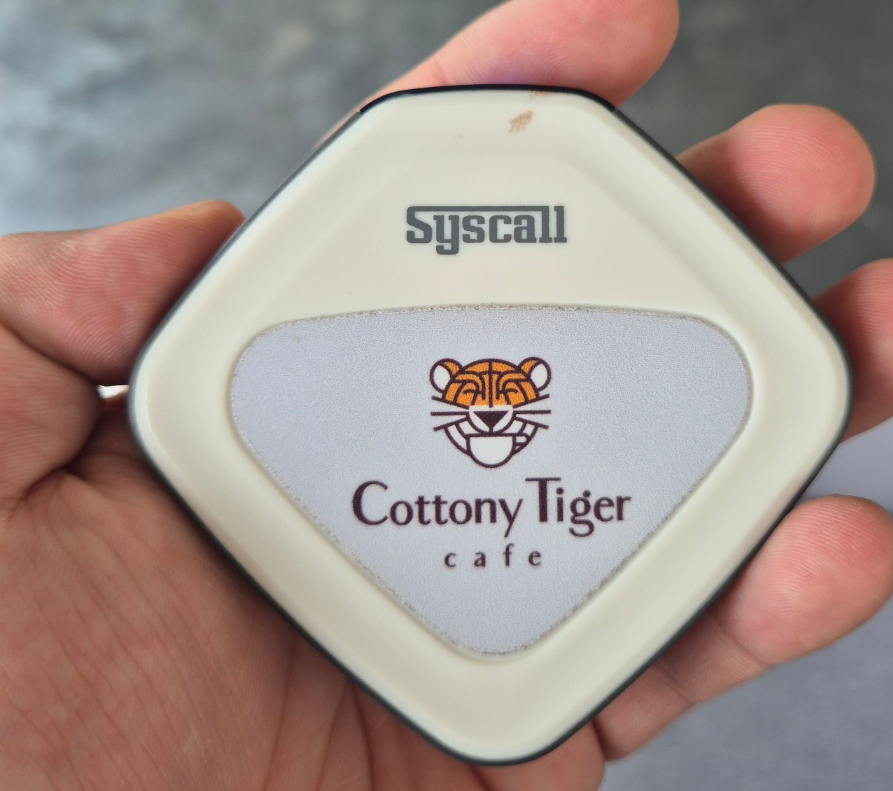 Syscall
Cottony Tiger
cafe